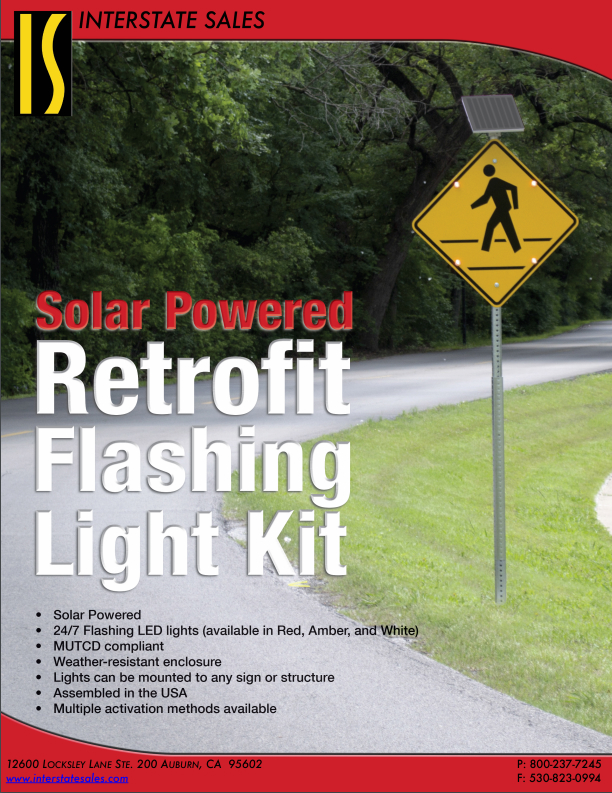 IS
INTERSTATE SALES
Solar Powered
Retrofit
Flashing
Light Kit
• Solar Powered
• 24/7 Flashing LED lights (available in Red, Amber, and White)
• MUTCD compliant
• Weather-resistant enclosure
• Lights can be mounted to any sign or structure
• Assembled in the USA
• Multiple activation methods available
12600 LOCKSLEY LANE STE. 200 AUBURN, CA 95602
P: 800-237-7245
www.interstatesales.com
F: 530-823-0994